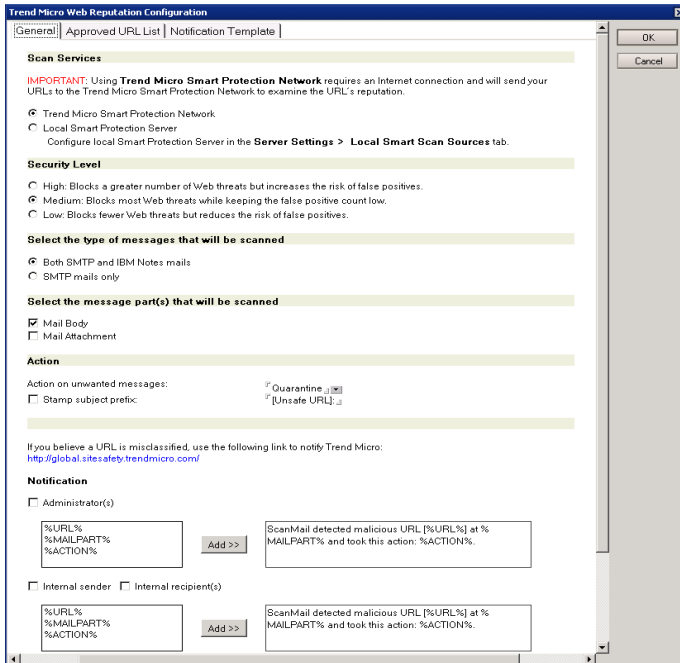 Trend Micro Web Reputation Configuration
General | Approved URL List | Notification Template |
OK
Cancel
Scan Services
IMPORTANT: Using Trend Micro Smart Protection Network requires an Internet connection and will send your
URLs to the Trend Micro Smart Protection Network to examine the URL's reputation.
Trend Micro Smart Protection Network
Local Smart Protection Server
Configure local Smart Protection Server in the Server Settings > Local Smart Scan Sources tab.
Security Level
High: Blocks a greater number of Web threats but increases the risk of false positives.
Medium: Blocks most Web threats while keeping the false positive count low.
Low: Blocks fewer Web threats but reduces the risk of false positives.
Select the type of messages that will be scanned
Both SMTP and IBM Notes mails
SMTP mails only
Select the message part(s) that will be scanned
Mail Body
Mail Attachment
Action
Action on unwanted messages: Quarantine
Stamp subject prefix: [Unsafe URL]:
If you believe a URL is misclassified, use the following link to notify Trend Micro:
http://global.sitesafety.trendmicro.com/
Notification
Administrator(s)
%URL%
%MAILPART%
%ACTION%
Add >>
ScanMail detected malicious URL [%URL%] at %
MAILPART% and took this action: %ACTION%.
Internal sender Internal recipient(s)
%URL%
%MAILPART%
%ACTION%
Add >>
ScanMail detected malicious URL [%URL%] at %
MAILPART% and took this action: %ACTION%.